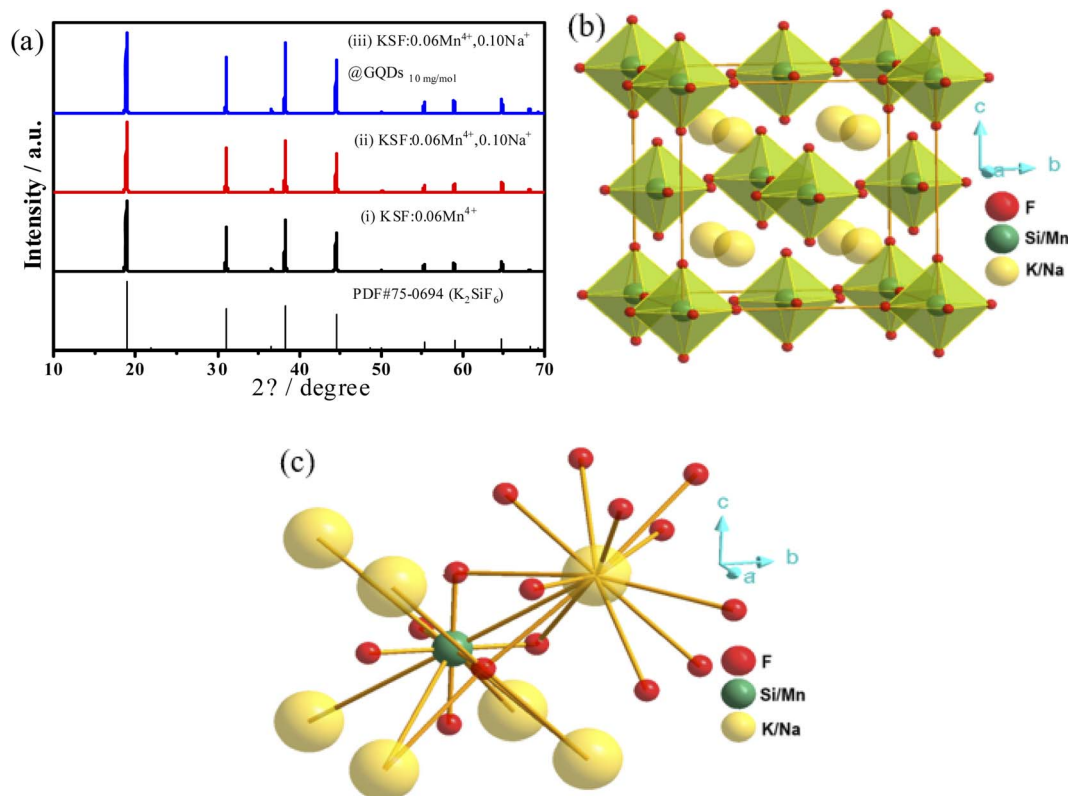 (a)
(iii) KSF:0.06Mn⁴⁺,0.10Na⁺
@GQDs 10 mg/mol
(ii) KSF:0.06Mn⁴⁺,0.10Na⁺
(i) KSF:0.06Mn⁴⁺
PDF#75-0694 (K₂SiF₆)
Intensity / a.u.
10 20 30 40 50 60 70
2? / degree
(b)
c
a b
F
Si/Mn
K/Na
(c)
c
b
a
F
Si/Mn
K/Na